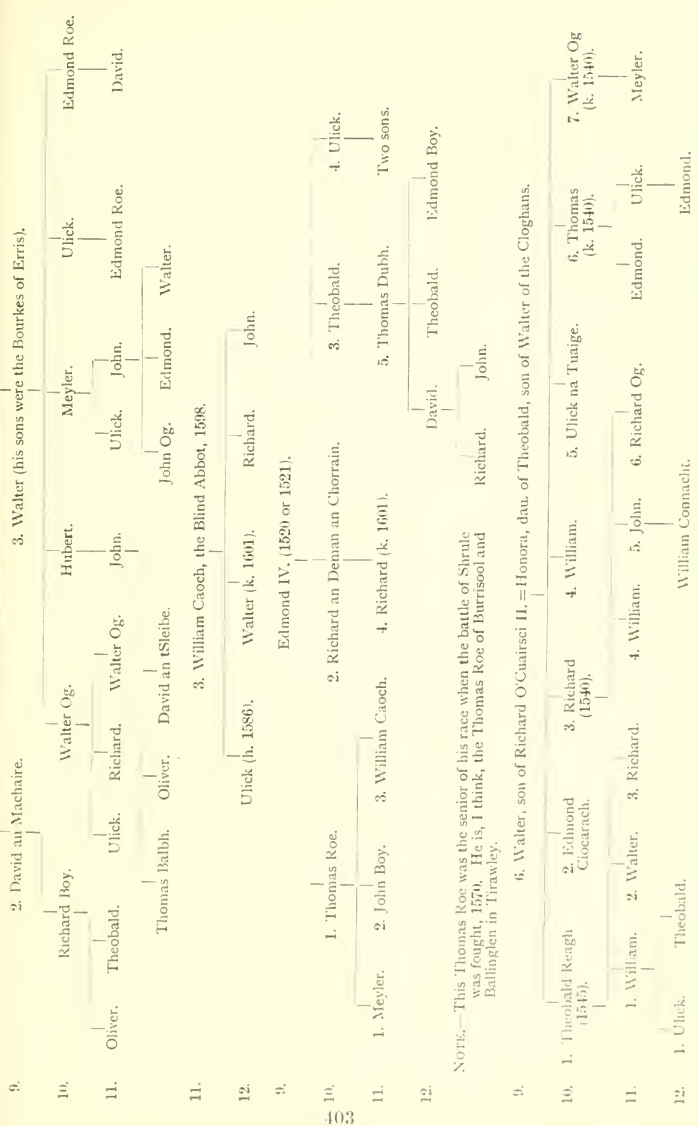 9. 2. David an Machaire. 3. Walter (his sons were the Bourkes of Erris).
10. Richard Boy. Walter Og. Hubert. Meyler. Ulick. Edmond Roe.
11. Oliver. Theobald. Ulick. Richard. Walter Og. John. Ulick. John. Edmond Roe. David.
Thomas Balbh. Oliver. David an tSleibe. John Og. Edmond. Walter.
11. 3. William Caoch, the Blind Abbot, 1598.
12. Ulick (h. 1586). Walter (k. 1601). Richard. John.
9. Edmond IV. (1520 or 1521).
10. 1. Thomas Roe. 2. Richard an Deman an Chorrain. 3. Theobald. 4. Ulick.
11. 1. Meyler. 2. John Boy. 3. William Caoch. 4. Richard (k. 1601). 5. Thomas Dubh. Two sons.
12. David. Theobald. Edmond Boy.
Richard. John.
NOTE.—This Thomas Roe was the senior of his race when the battle of Shrule
was fought, 1570. He is, I think, the Thomas Roe of Burrisool and
Ballinglen in Tirawley.
9. 6. Walter, son of Richard O'Cuairsci II.=Honora, dau. of Theobald, son of Walter of the Cloghans.
10. 1. Theobald Reagh 2. Edmond 3. Richard 4. William. 5. Ulick na Tuaige. 6. Thomas 7. Walter Og
(1545). Ciocarach. (1540). (k. 1540). (k. 1540).
11. 1. William. 2. Walter. 3. Richard. 4. William. 5. John. 6. Richard Og. Edmond. Ulick. Meyler.
12. 1. Ulick. Theobald. William Connacht. Edmond.
403